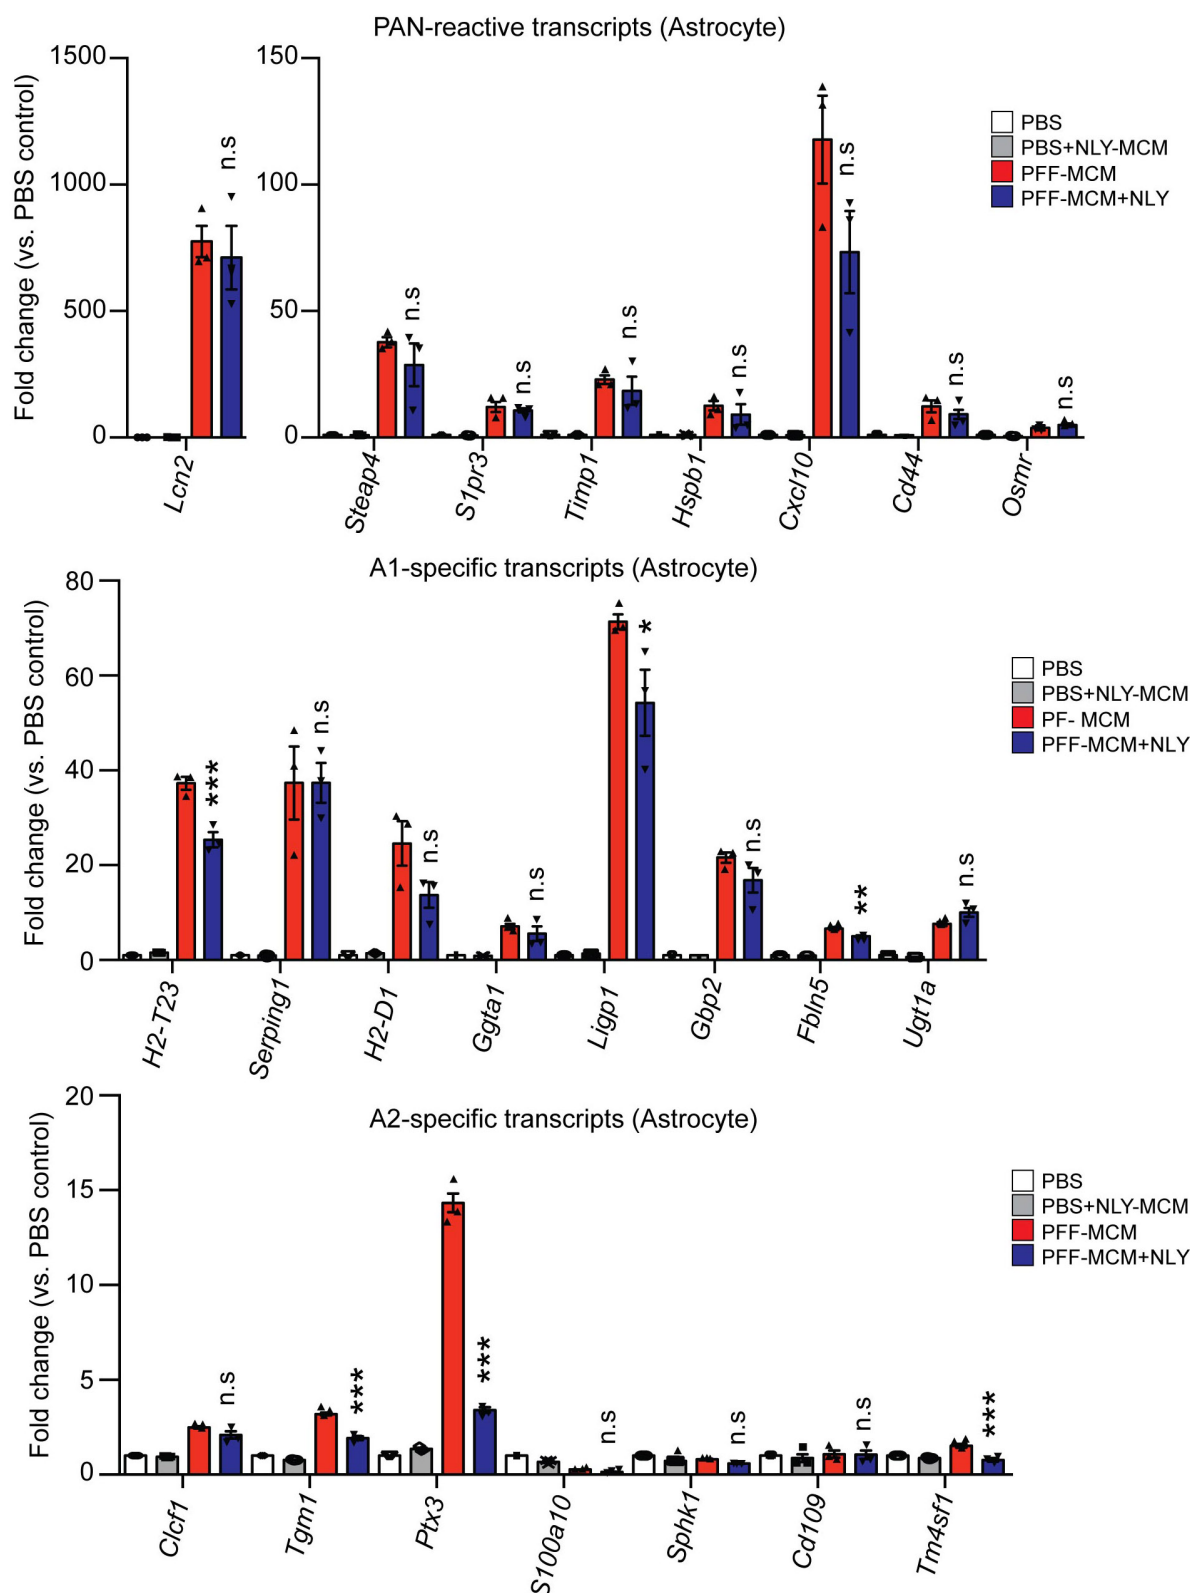 PAN-reactive transcripts (Astrocyte)
Fold change (vs. PBS control)
1500
1000
500
0
150
100
50
0
n.s
n.s
n.s
n.s
n.s
n.s
n.s
n.s
Lcn2
Steap4
S1pr3
Timp1
Hspb1
Cxcl10
Cd44
Osmr
PBS
PBS+NLY-MCM
PFF-MCM
PFF-MCM+NLY
A1-specific transcripts (Astrocyte)
Fold change (vs. PBS control)
80
60
40
20
0
***
n.s
n.s
n.s
*
n.s
**
n.s
H2-T23
Serping1
H2-D1
Ggta1
Ligp1
Gbp2
Fbln5
Ugt1a
PBS
PBS+NLY-MCM
PF- MCM
PFF-MCM+NLY
A2-specific transcripts (Astrocyte)
Fold change (vs. PBS control)
20
15
10
5
0
n.s
***
***
n.s
n.s
n.s
***
Clcf1
Tgm1
Ptx3
S100a10
Sphk1
Cd109
Tm4sf1
PBS
PBS+NLY-MCM
PFF-MCM
PFF-MCM+NLY